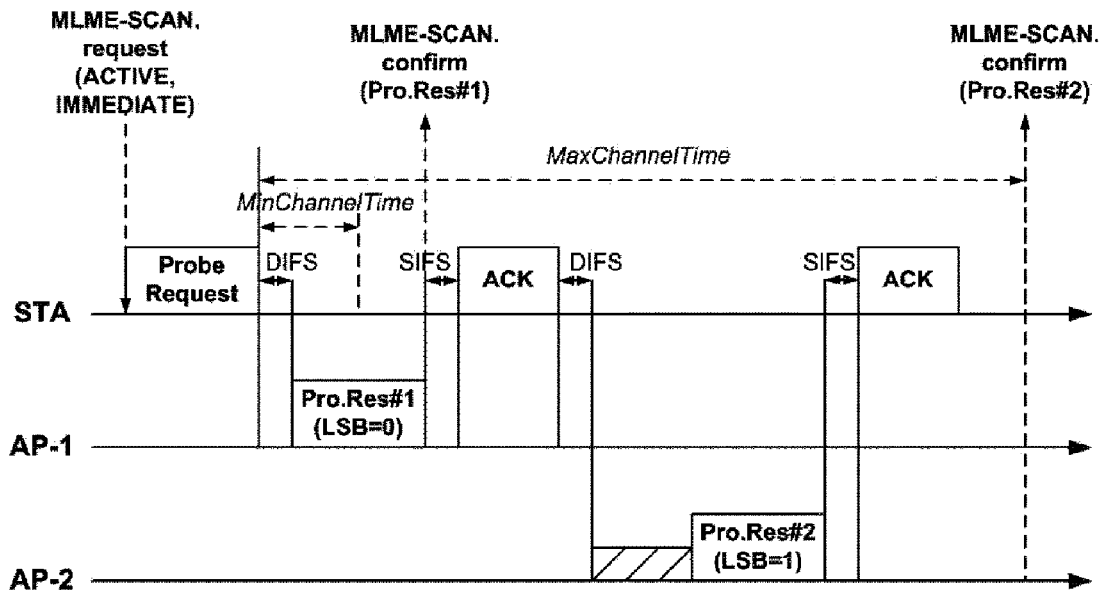 MLME-SCAN.
request
(ACTIVE,
IMMEDIATE)
MLME-SCAN.
confirm
(Pro.Res#1)
MLME-SCAN.
confirm
(Pro.Res#2)
MaxChannelTime
MinChannelTime
Probe
Request
DIFS
SIFS
ACK
DIFS
SIFS
ACK
STA
Pro.Res#1
(LSB=0)
AP-1
Pro.Res#2
(LSB=1)
AP-2